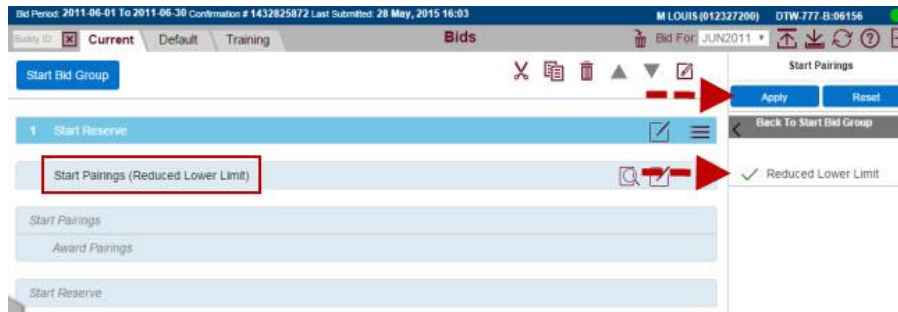 Bid Period: 2011-06-01 To 2011-06-30 Confirmation # 1432825872 Last Submitted: 28 May, 2015 16:03 M LOUIS (012327200) DTW-777-B:06156
Buddy ID Current Default Training Bids Bid For: JUN2011
Start Bid Group
Start Pairings
Apply Reset
Back To Start Bid Group
1 Start Reserve
Start Pairings (Reduced Lower Limit)
Reduced Lower Limit
Start Pairings
Award Pairings
Start Reserve